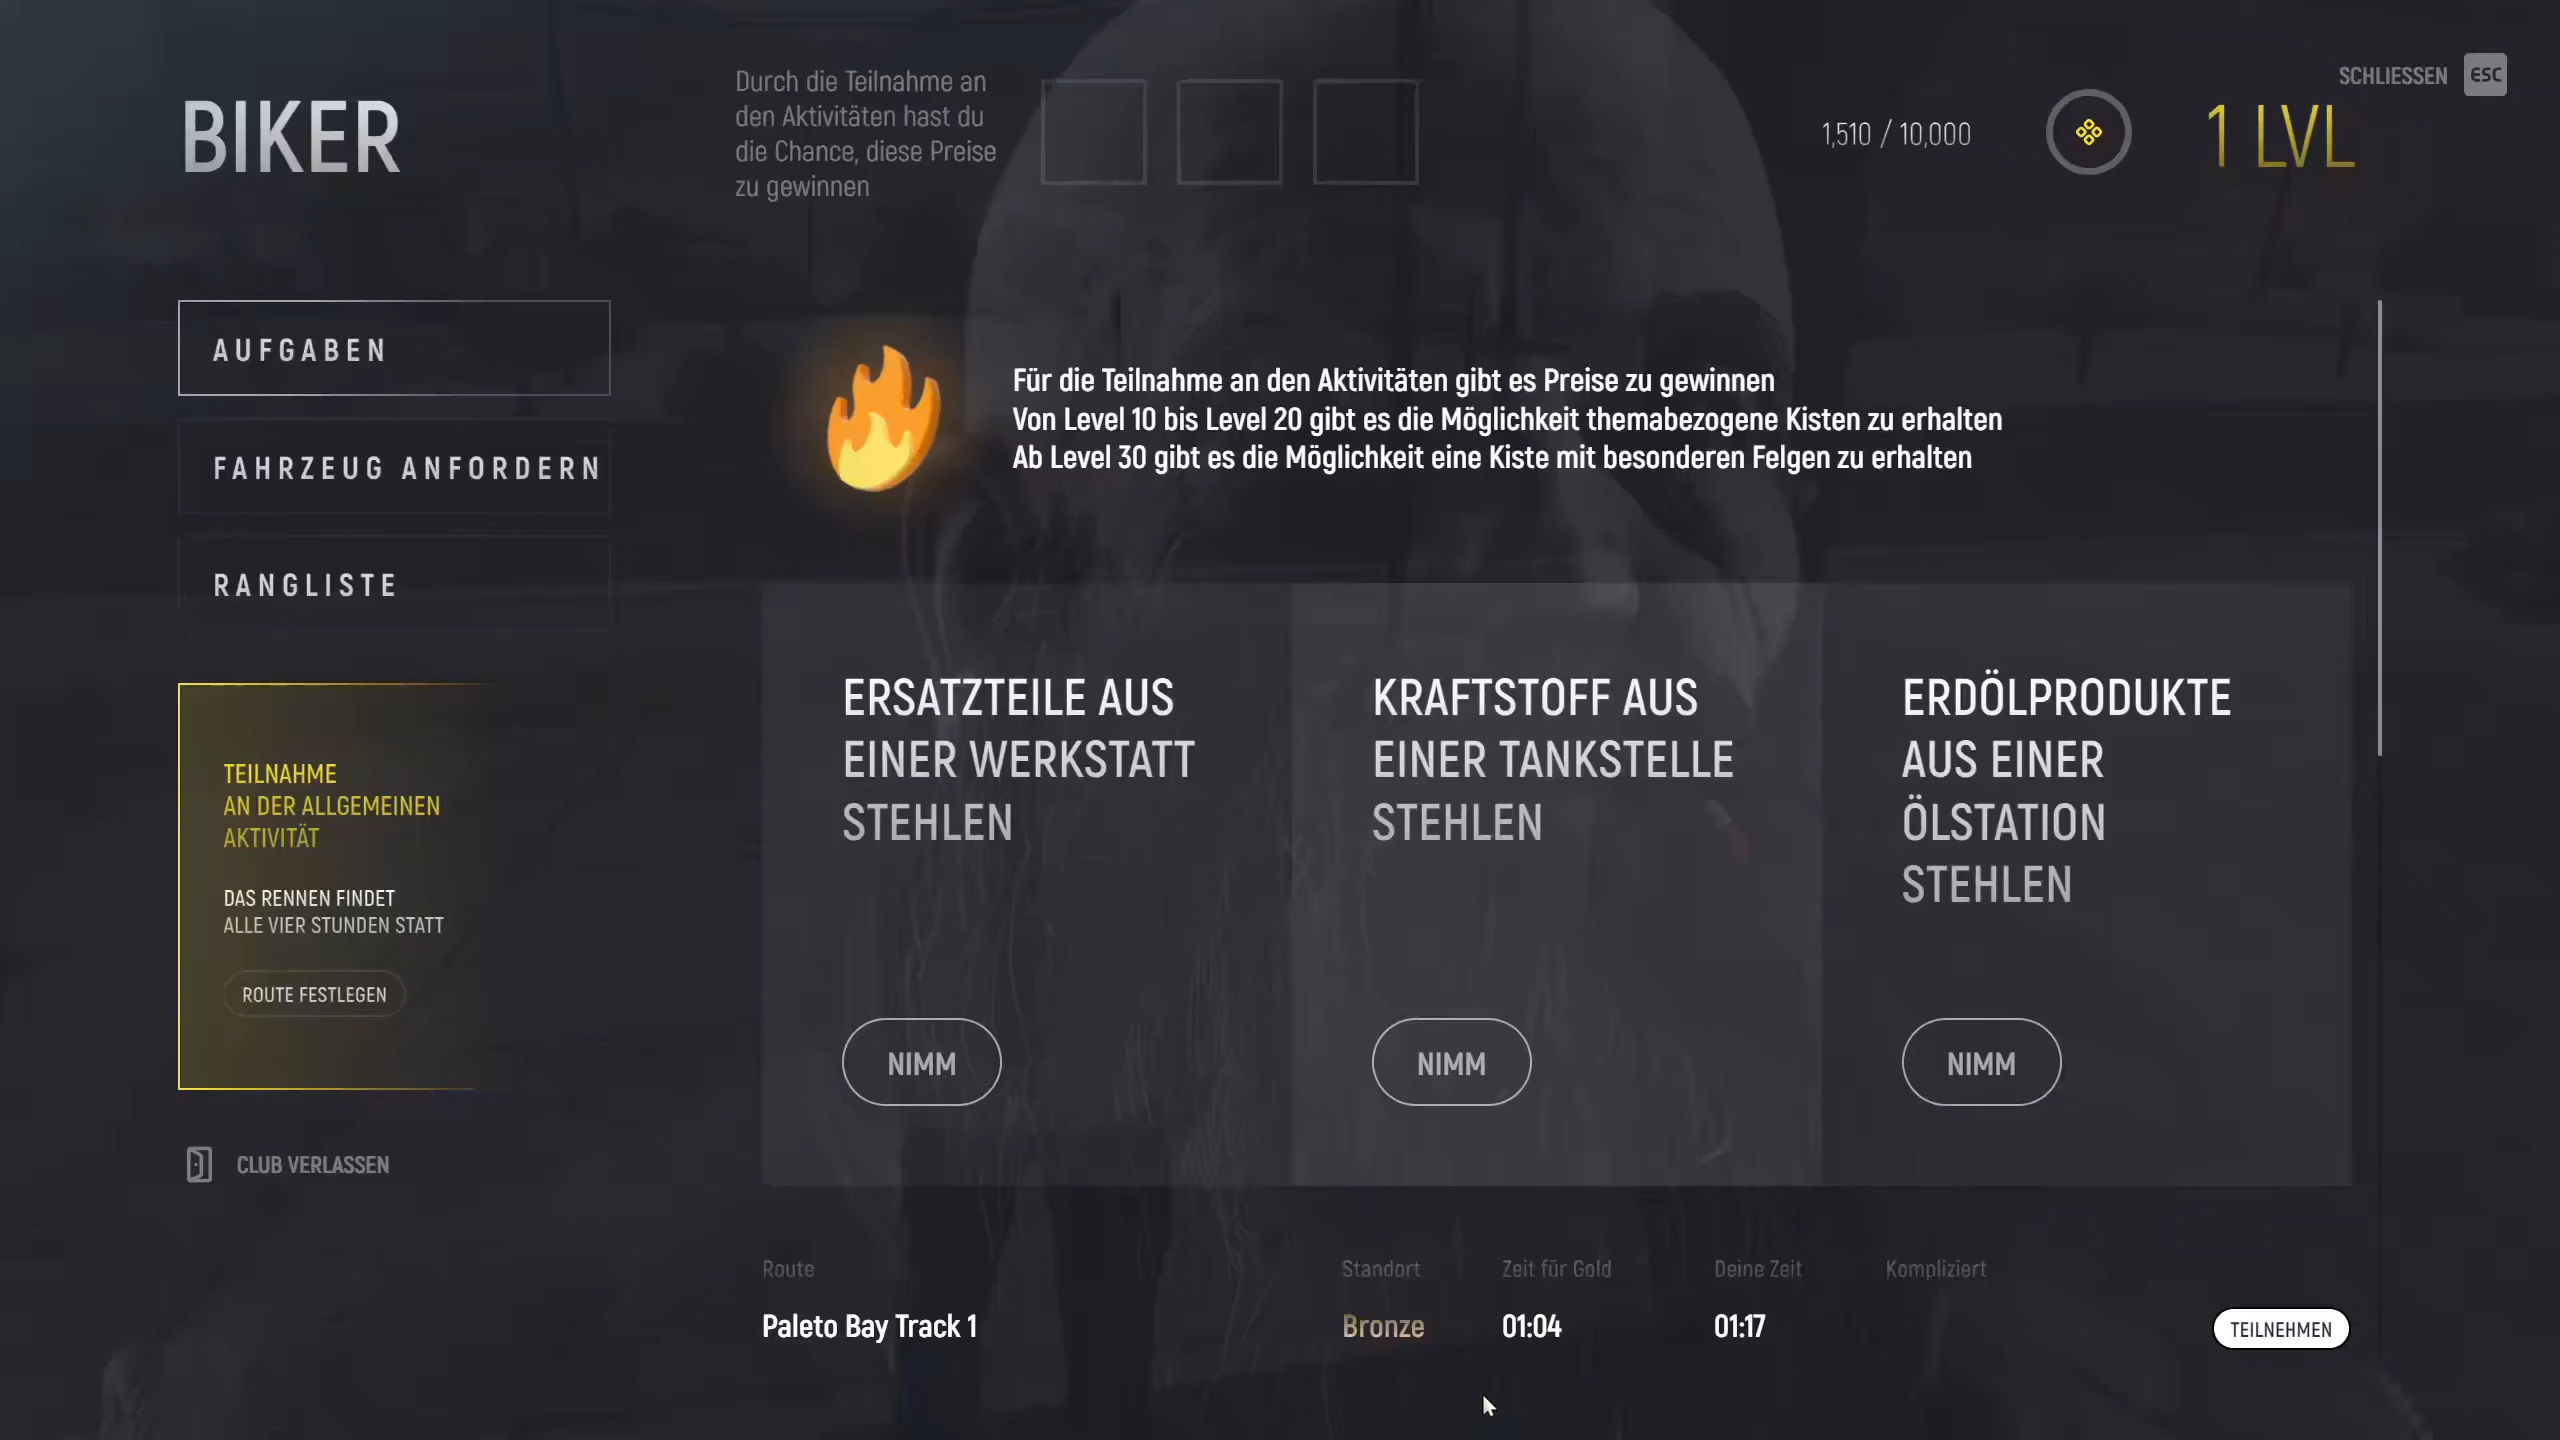 BIKER
Durch die Teilnahme an
den Aktivitäten hast du
die Chance, diese Preise
zu gewinnen
1,510 / 10,000
1 LVL
SCHLIESSEN ESC
AUFGABEN
FAHRZEUG ANFORDERN
RANGLISTE
TEILNAHME
AN DER ALLGEMEINEN
AKTIVITÄT
DAS RENNEN FINDET
ALLE VIER STUNDEN STATT
ROUTE FESTLEGEN
CLUB VERLASSEN
Für die Teilnahme an den Aktivitäten gibt es Preise zu gewinnen
Von Level 10 bis Level 20 gibt es die Möglichkeit themabezogene Kisten zu erhalten
Ab Level 30 gibt es die Möglichkeit eine Kiste mit besonderen Felgen zu erhalten
ERSATZTEILE AUS
EINER WERKSTATT
STEHLEN
NIMM
KRAFTSTOFF AUS
EINER TANKSTELLE
STEHLEN
NIMM
ERDÖLPRODUKTE
AUS EINER
ÖLSTATION
STEHLEN
NIMM
Route Standort Zeit für Gold Deine Zeit Kompliziert
Paleto Bay Track 1 Bronze 01:04 01:17 TEILNEHMEN